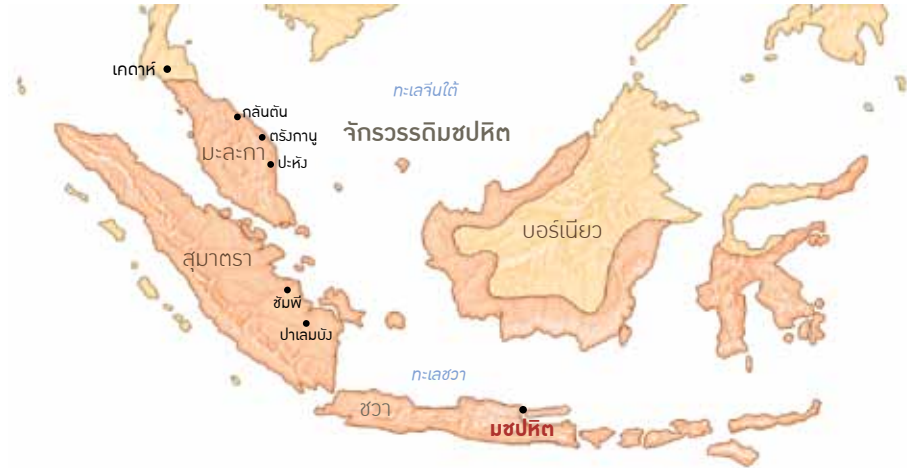 เคดาห์
ทะเลจีนใต้
กลันตัน
จักรวรรดิมชปหิต
ตรังกานู
มะละกา
ปะหัง
บอร์เนียว
สุมาตรา
ชัมพี
ปาเลมบัง
ทะเลชวา
ชวา
มชปหิต